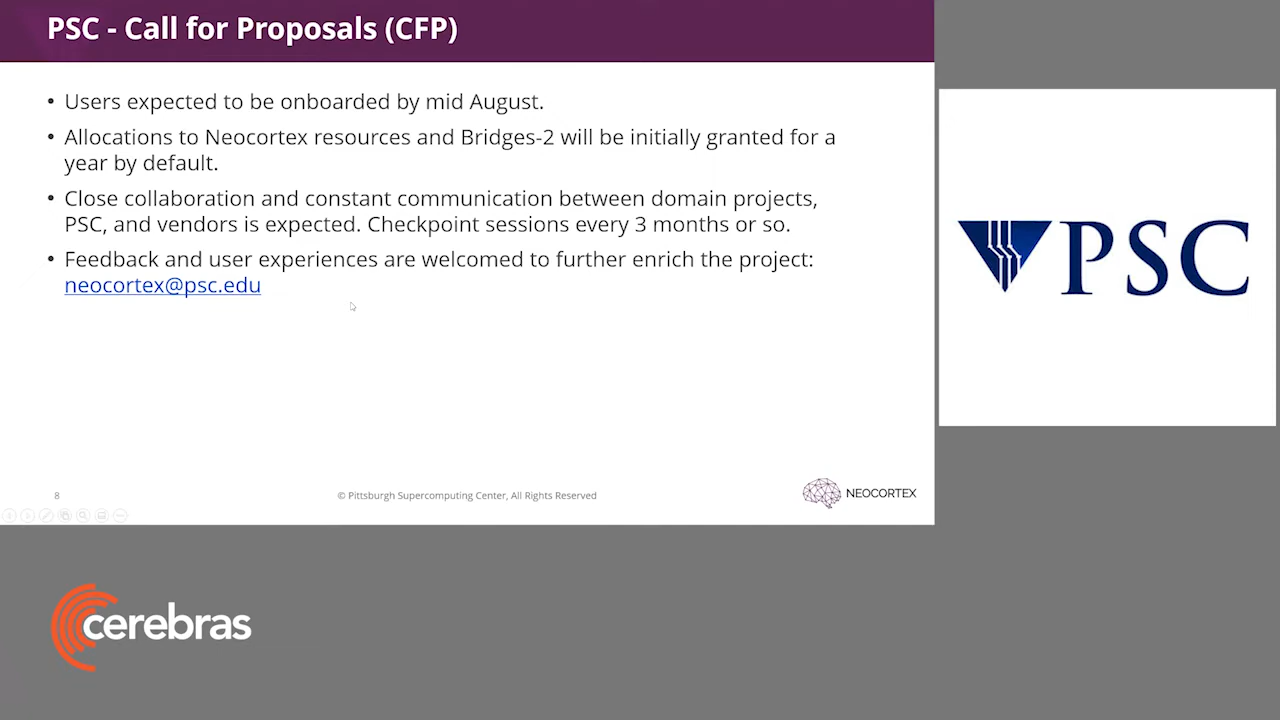 PSC - Call for Proposals (CFP)
• Users expected to be onboarded by mid August.
• Allocations to Neocortex resources and Bridges-2 will be initially granted for a
year by default.
• Close collaboration and constant communication between domain projects,
PSC, and vendors is expected. Checkpoint sessions every 3 months or so.
• Feedback and user experiences are welcomed to further enrich the project:
neocortex@psc.edu
PSC
8
© Pittsburgh Supercomputing Center, All Rights Reserved
NEOCORTEX
cerebras